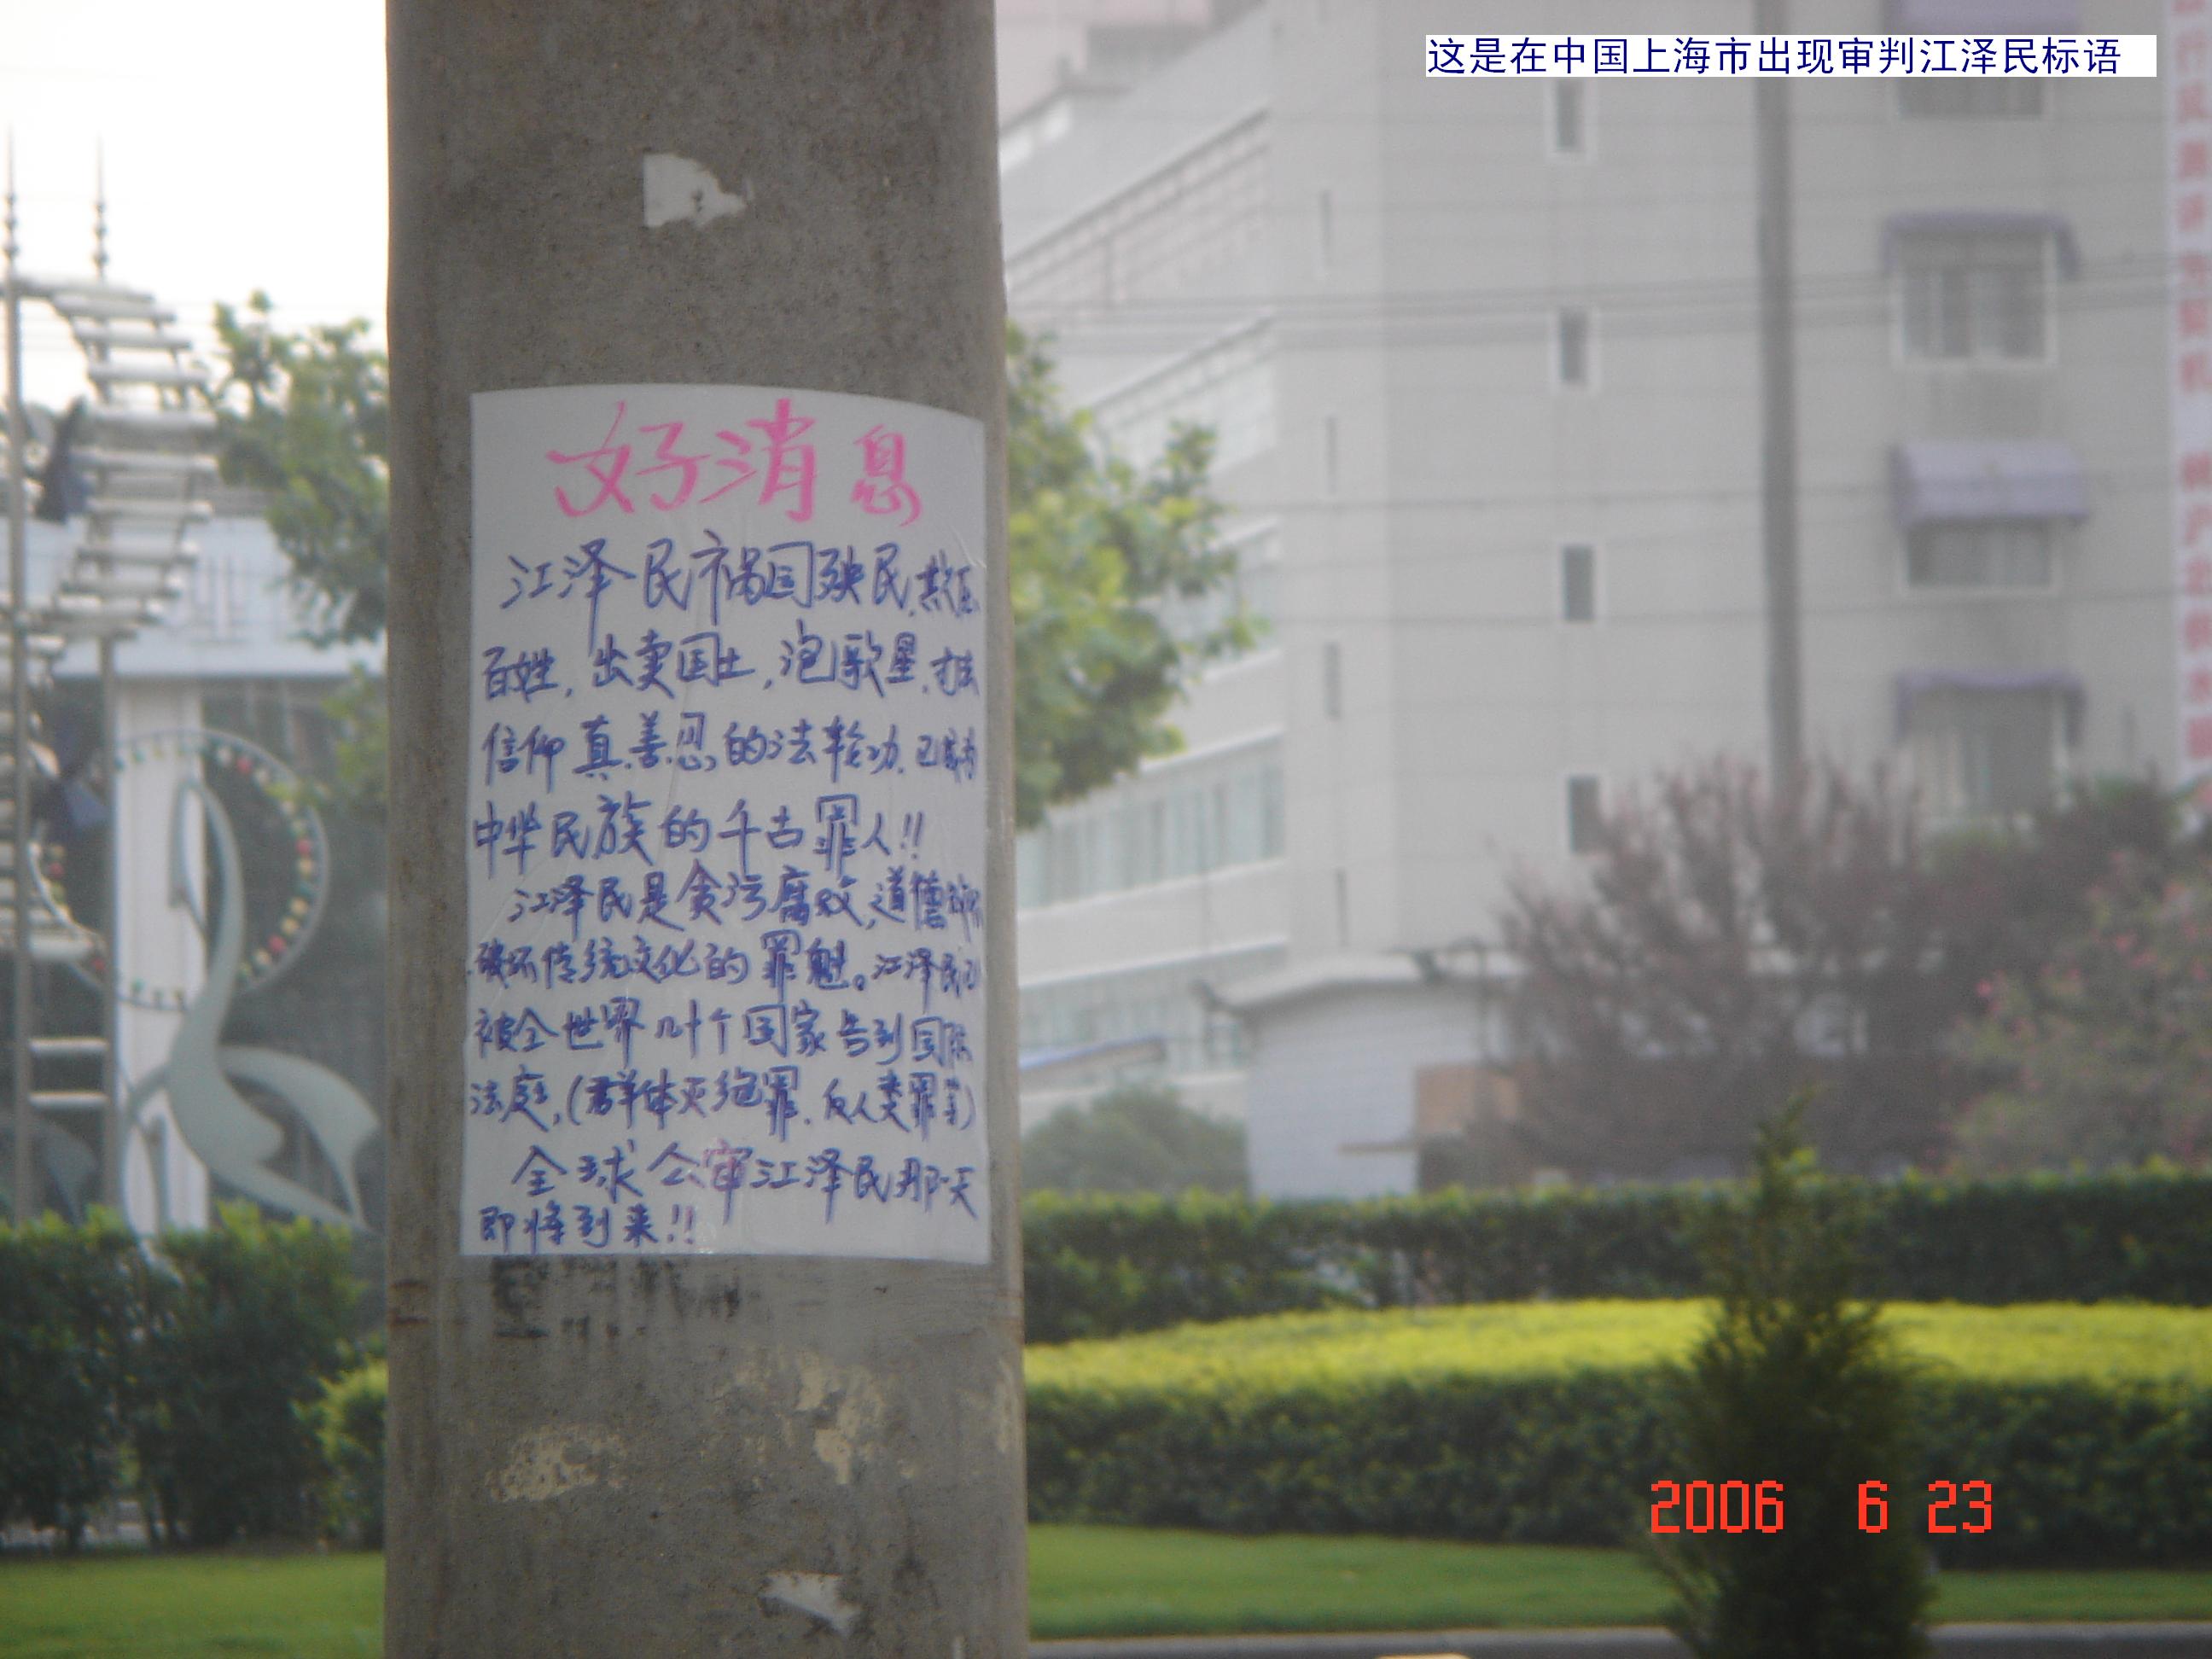 这是在中国上海市出现审判江泽民标语
好消息
江泽民祸国殃民,欺压
百姓,出卖国土,泡歌星,打击
信仰真.善.忍的法轮功.已成为
中华民族的千古罪人!!
江泽民是贪污腐败,道德
破坏传统文化的罪魁。江泽民已
被全世界几十个国家告到国际
法庭,(群体灭绝罪.反人类罪等)
全球公审江泽民那天
即将到来!!
2006 6 23